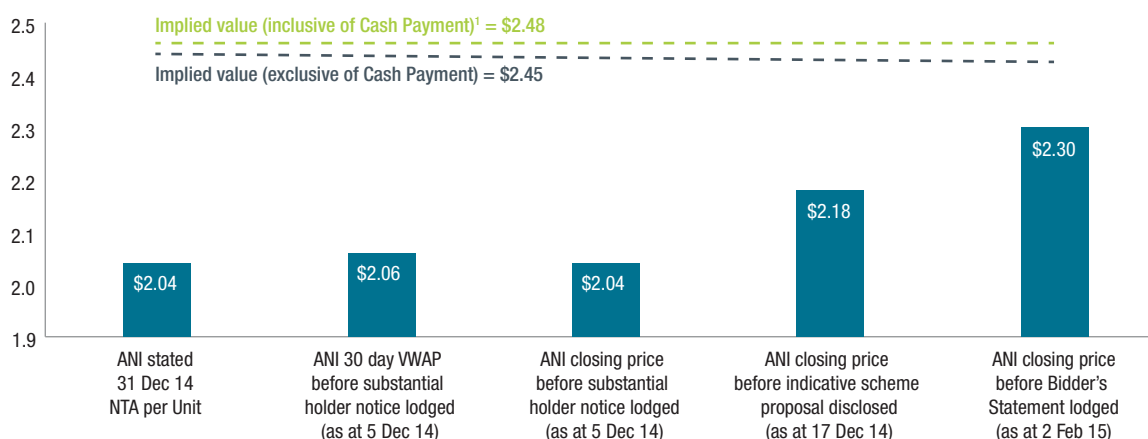 2.5
Implied value (inclusive of Cash Payment)¹ = $2.48
2.4
Implied value (exclusive of Cash Payment) = $2.45
2.3
$2.30
2.2
$2.18
2.1
$2.04
$2.06
$2.04
2.0
1.9
ANI stated
31 Dec 14
NTA per Unit
ANI 30 day VWAP
before substantial
holder notice lodged
(as at 5 Dec 14)
ANI closing price
before substantial
holder notice lodged
(as at 5 Dec 14)
ANI closing price
before indicative scheme
proposal disclosed
(as at 17 Dec 14)
ANI closing price
before Bidder’s
Statement lodged
(as at 2 Feb 15)